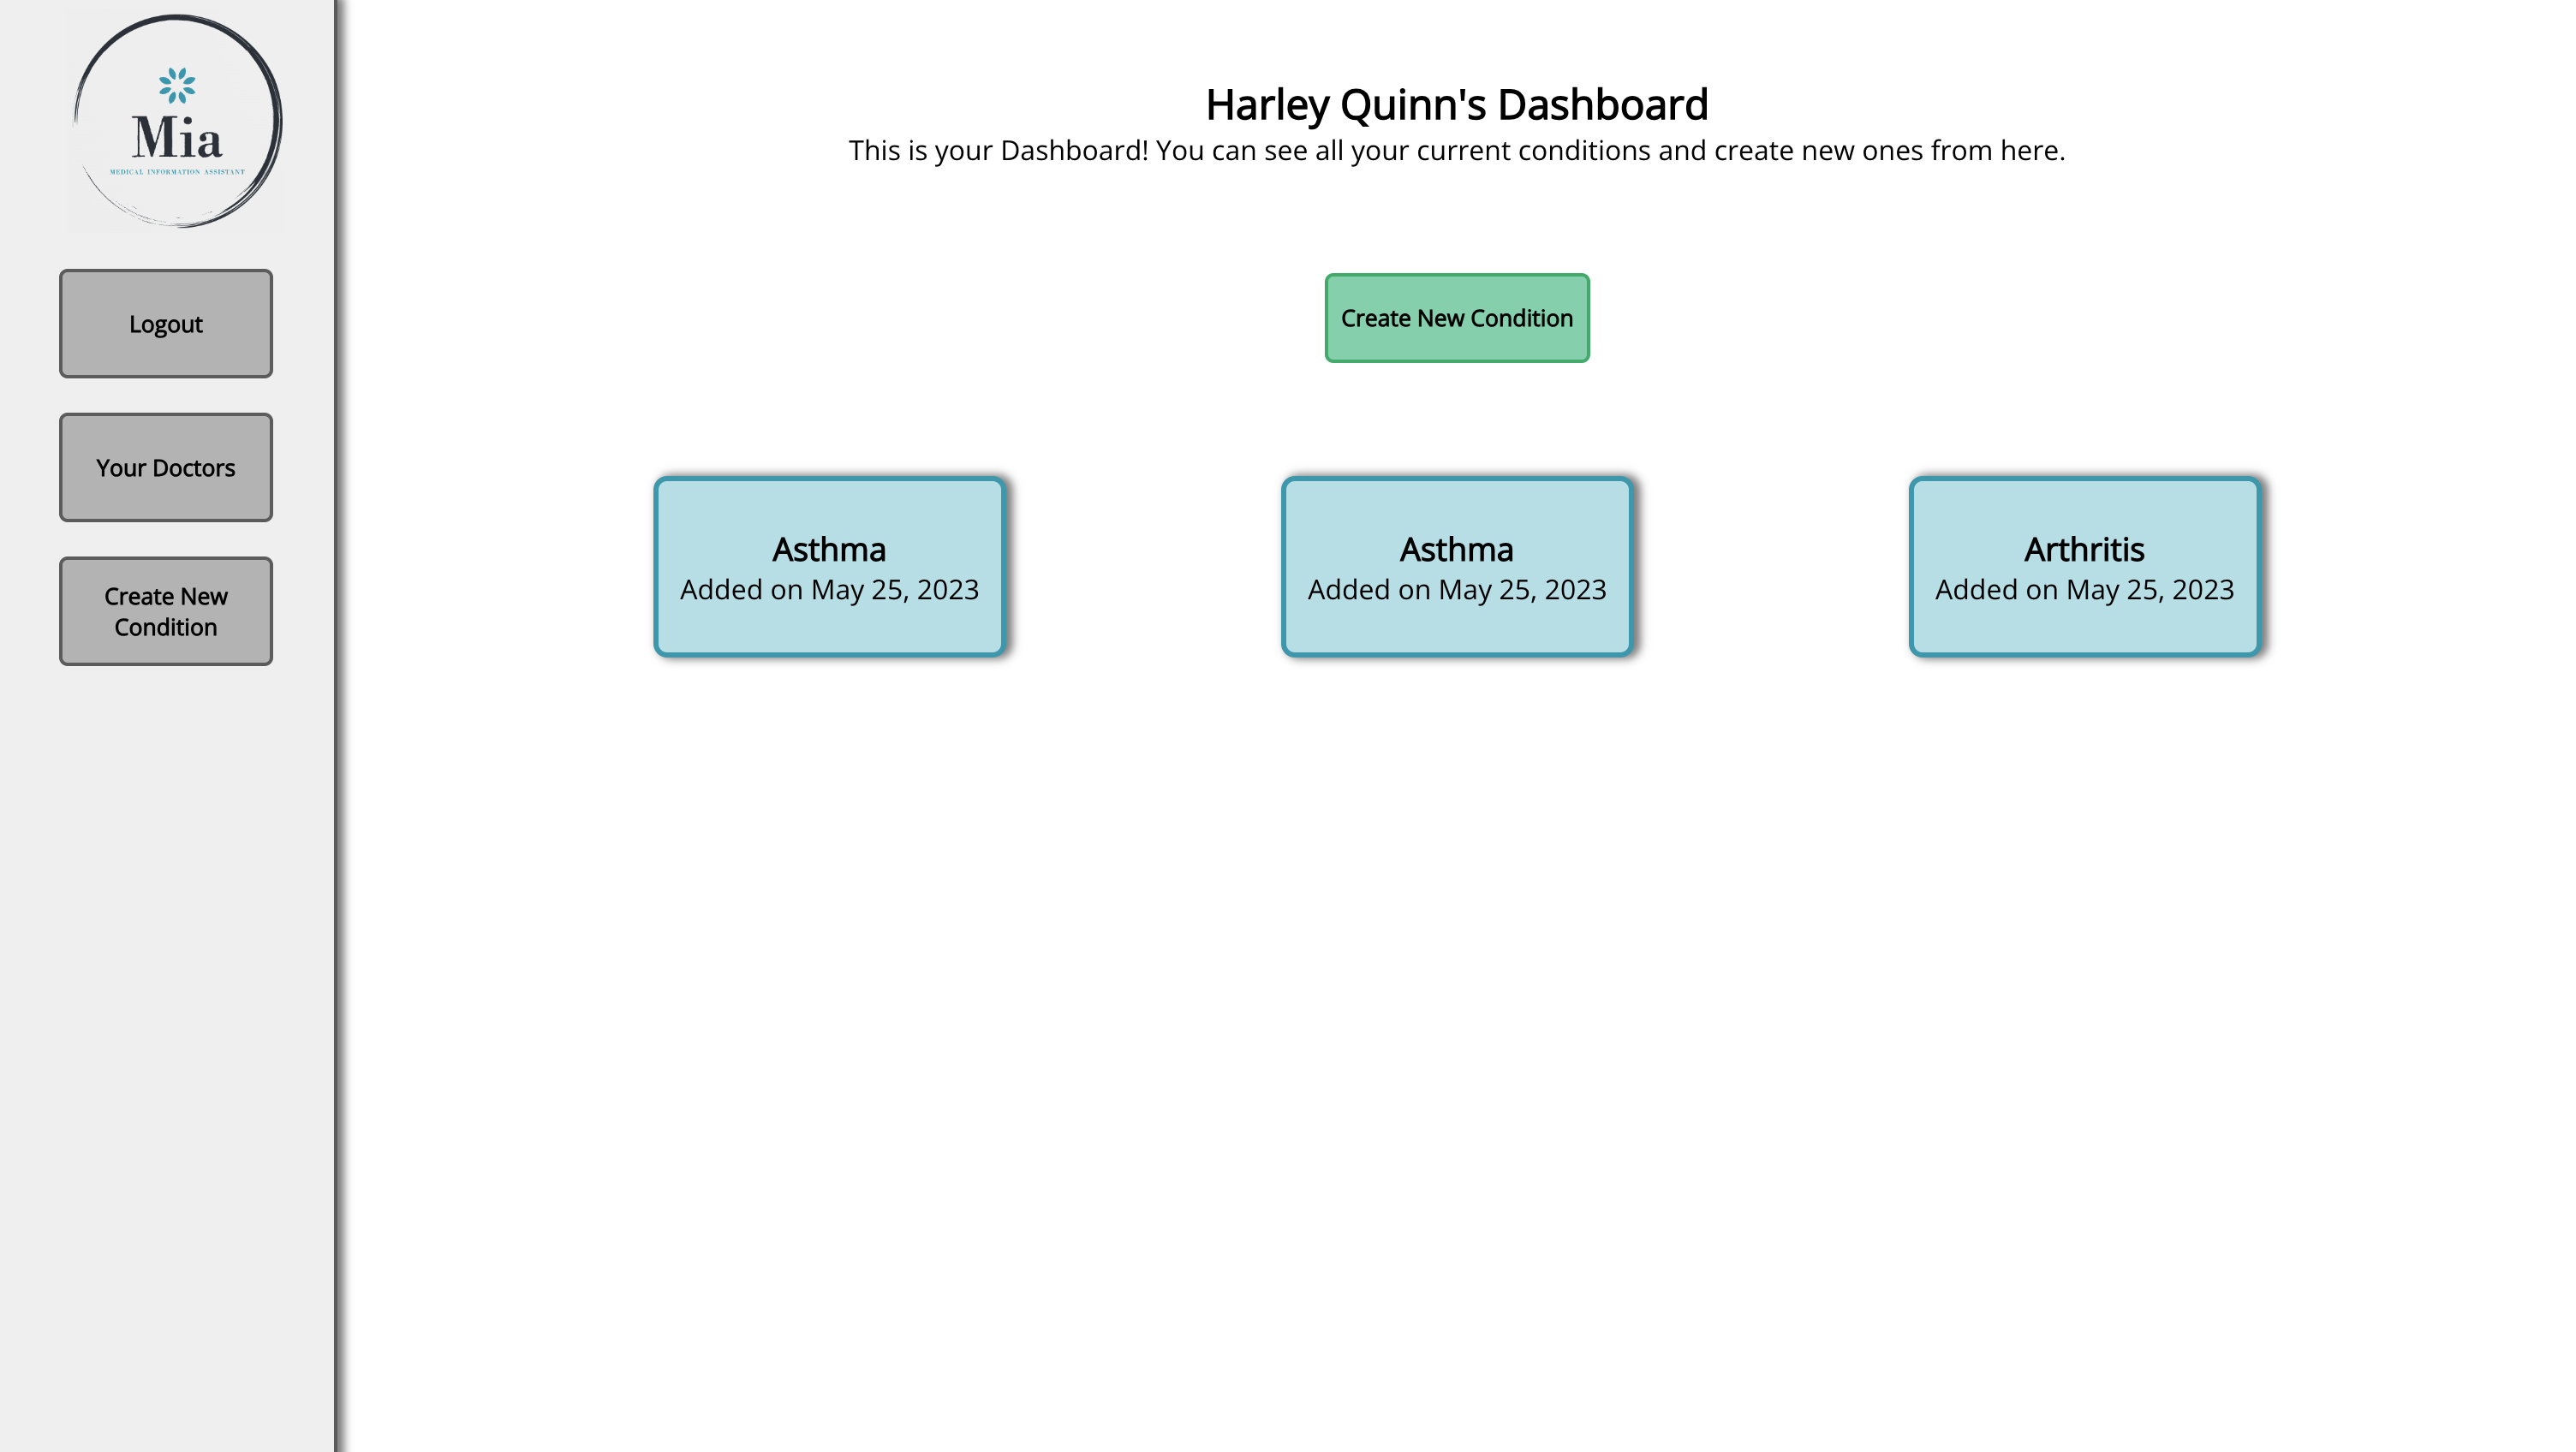 Mia
MEDICAL INFORMATION ASSISTANT
Logout
Your Doctors
Create New
Condition
Harley Quinn's Dashboard
This is your Dashboard! You can see all your current conditions and create new ones from here.
Create New Condition
Asthma
Added on May 25, 2023
Asthma
Added on May 25, 2023
Arthritis
Added on May 25, 2023